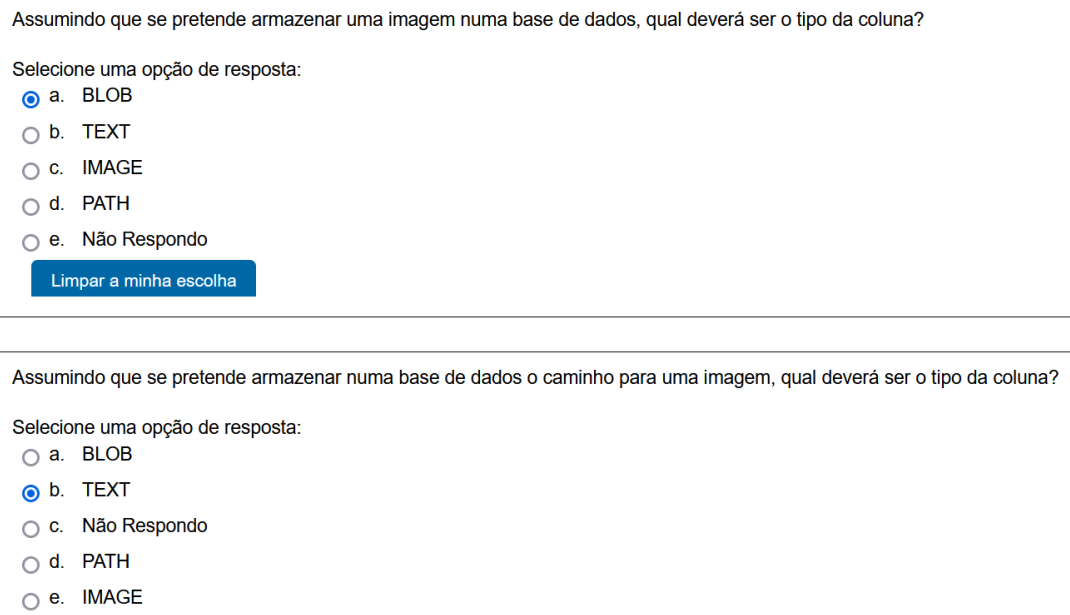 Assumindo que se pretende armazenar uma imagem numa base de dados, qual deverá ser o tipo da coluna?
Selecione uma opção de resposta:
a. BLOB
b. TEXT
c. IMAGE
d. PATH
e. Não Respondo
Limpar a minha escolha
Assumindo que se pretende armazenar numa base de dados o caminho para uma imagem, qual deverá ser o tipo da coluna?
Selecione uma opção de resposta:
a. BLOB
b. TEXT
c. Não Respondo
d. PATH
e. IMAGE